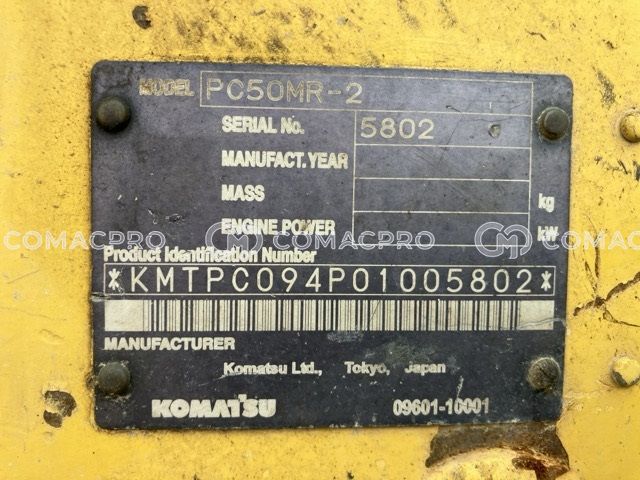 MODEL PC50MR-2
SERIAL No. 5802
MANUFACT. YEAR
MASS kg
ENGINE POWER kW
COMACPRO COMACPRO COMACPRO
Product Identification Number
*KMTPC094P01005802*
MANUFACTURER
Komatsu Ltd., Tokyo, Japan
KOMATSU 09601-10001